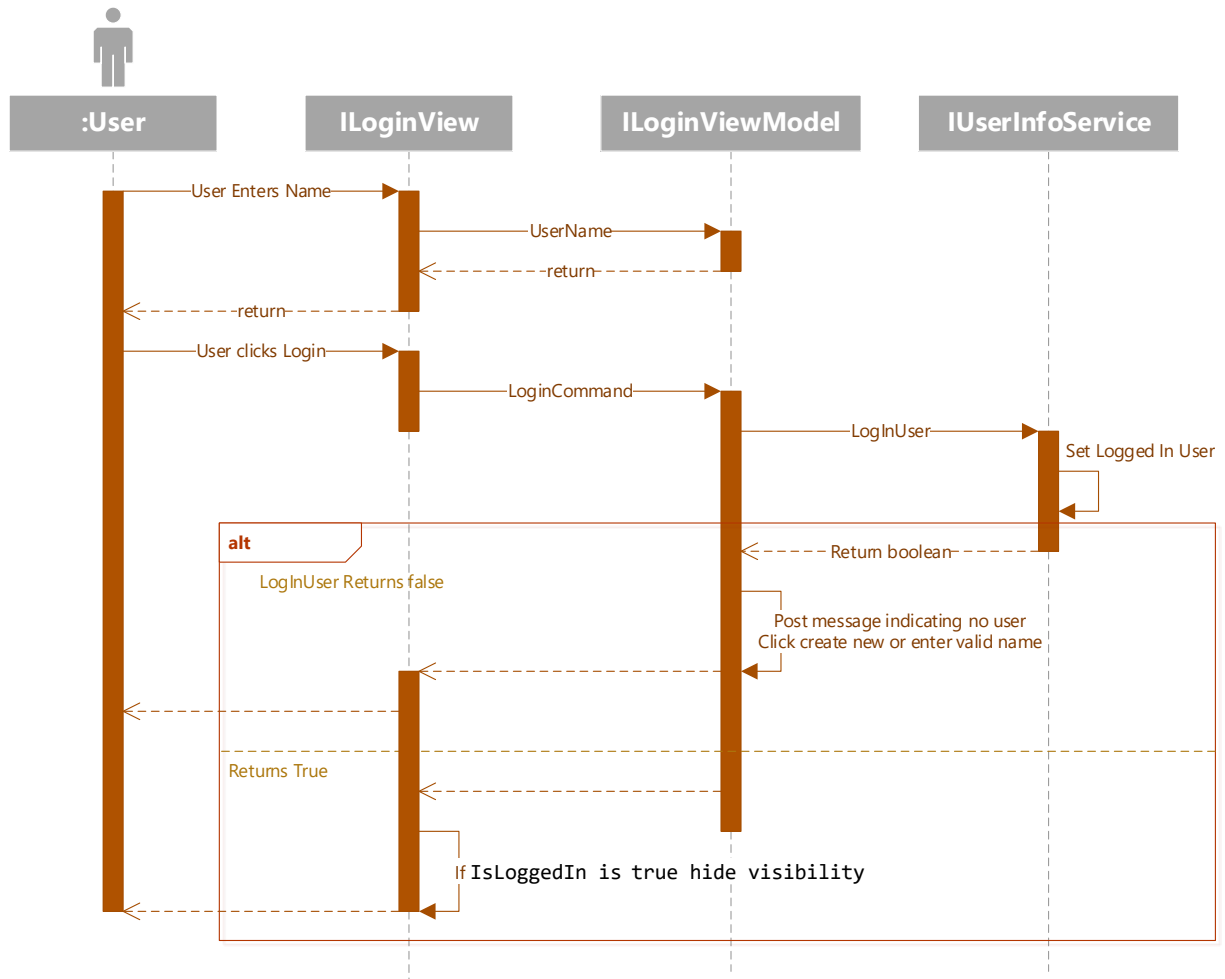 :User
ILoginView
ILoginViewModel
IUserInfoService
User Enters Name
UserName
return
return
User clicks Login
LoginCommand
LogInUser
Set Logged In User
alt
Return boolean
LogInUser Returns false
Post message indicating no user
Click create new or enter valid name
Returns True
If IsLoggedIn is true hide visibility